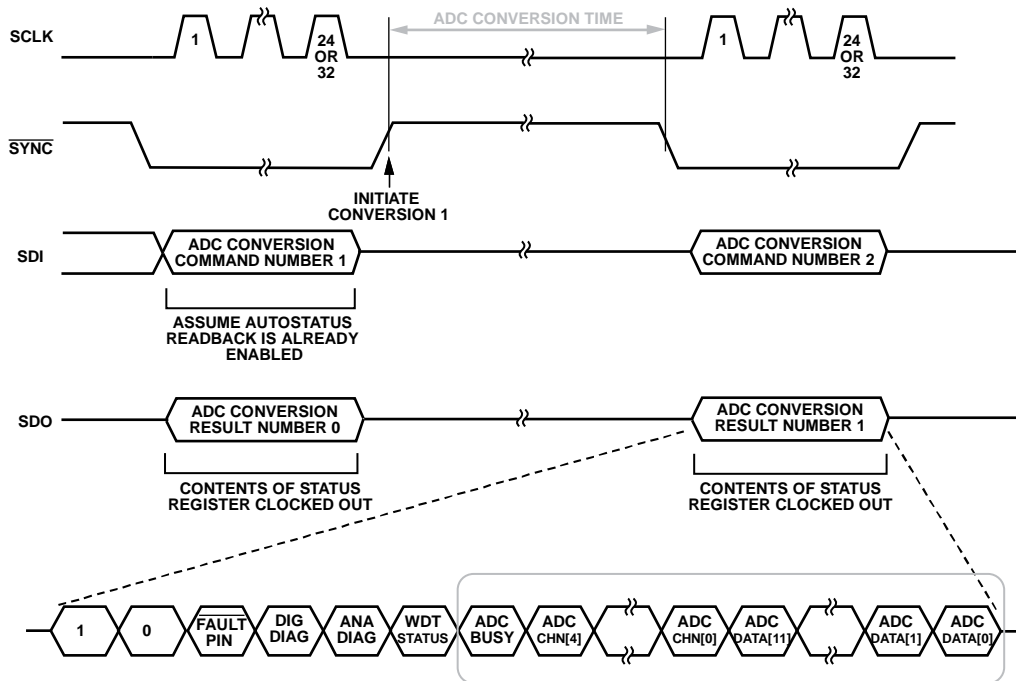 ADC CONVERSION TIME
SCLK
1
24
OR
32
1
24
OR
32
SYNC
INITIATE
CONVERSION 1
SDI
ADC CONVERSION
COMMAND NUMBER 1
ADC CONVERSION
COMMAND NUMBER 2
ASSUME AUTOSTATUS
READBACK IS ALREADY
ENABLED
SDO
ADC CONVERSION
RESULT NUMBER 0
ADC CONVERSION
RESULT NUMBER 1
CONTENTS OF STATUS
REGISTER CLOCKED OUT
CONTENTS OF STATUS
REGISTER CLOCKED OUT
1
0
FAULT
PIN
DIG
DIAG
ANA
DIAG
WDT
STATUS
ADC
BUSY
ADC
CHN[4]
ADC
CHN[0]
ADC
DATA[11]
ADC
DATA[1]
ADC
DATA[0]